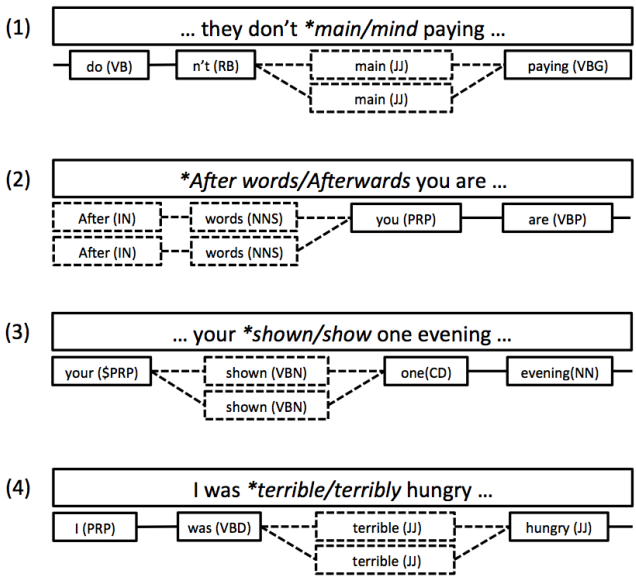 (1) … they don’t *main/mind paying …
do (VB) n’t (RB) main (JJ) paying (VBG)
main (JJ)
(2) *After words/Afterwards you are …
After (IN) words (NNS) you (PRP) are (VBP)
After (IN) words (NNS)
(3) … your *shown/show one evening …
your ($PRP) shown (VBN) one(CD) evening(NN)
shown (VBN)
(4) I was *terrible/terribly hungry …
I (PRP) was (VBD) terrible (JJ) hungry (JJ)
terrible (JJ)